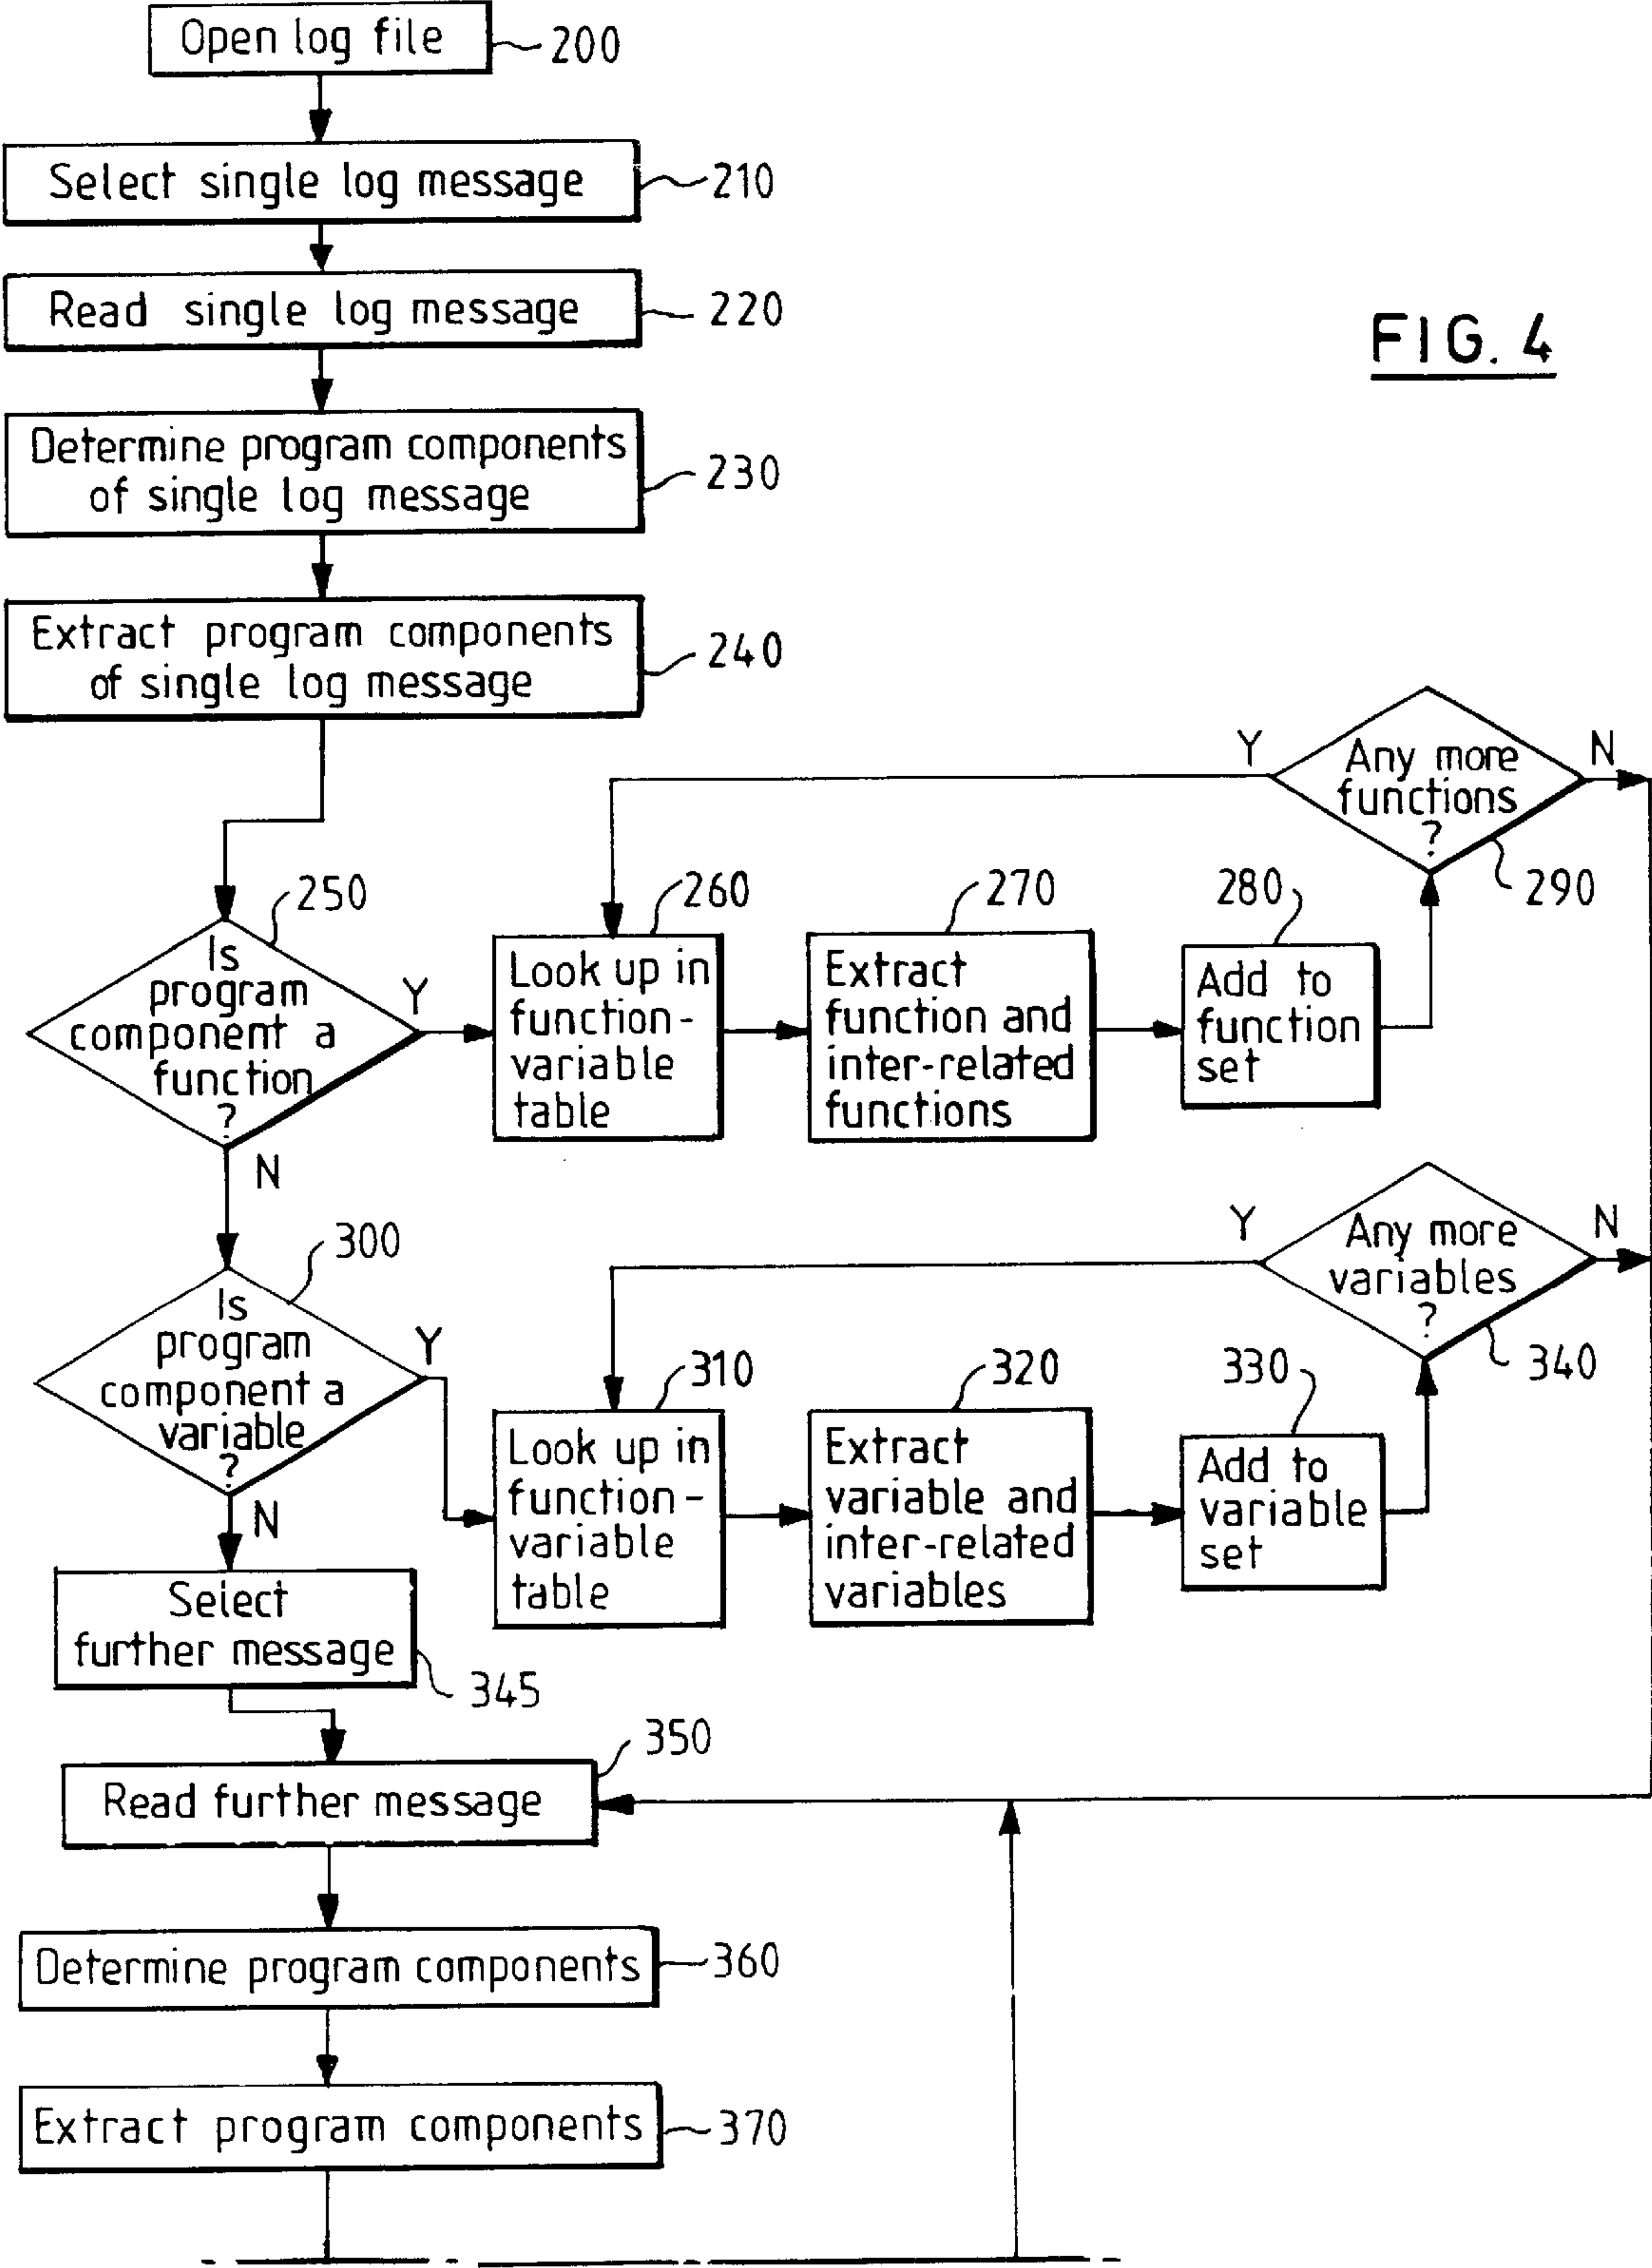 Open log file
200
Select single log message
210
Read single log message
220
FIG. 4
Determine program components
of single log message
230
Extract program components
of single log message
240
Any more
functions
?
Y
N
290
250
Is
program
component a
function
?
Y
N
260
Look up in
function-
variable
table
270
Extract
function and
inter-related
functions
280
Add to
function
set
300
Is
program
component a
variable
?
Y
N
Any more
variables
?
Y
N
340
310
Look up in
function-
variable
table
320
Extract
variable and
inter-related
variables
330
Add to
variable
set
Select
further message
345
350
Read further message
Determine program components
360
Extract program components
370